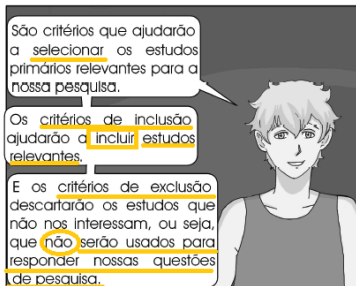 São critérios que ajudarão
a selecionar os estudos
primários relevantes para a
nossa pesquisa.
Os critérios de inclusão
ajudarão a incluir estudos
relevantes.
E os critérios de exclusão
descartarão os estudos que
não nos interessam, ou seja,
que não serão usados para
responder nossas questões
de pesquisa.